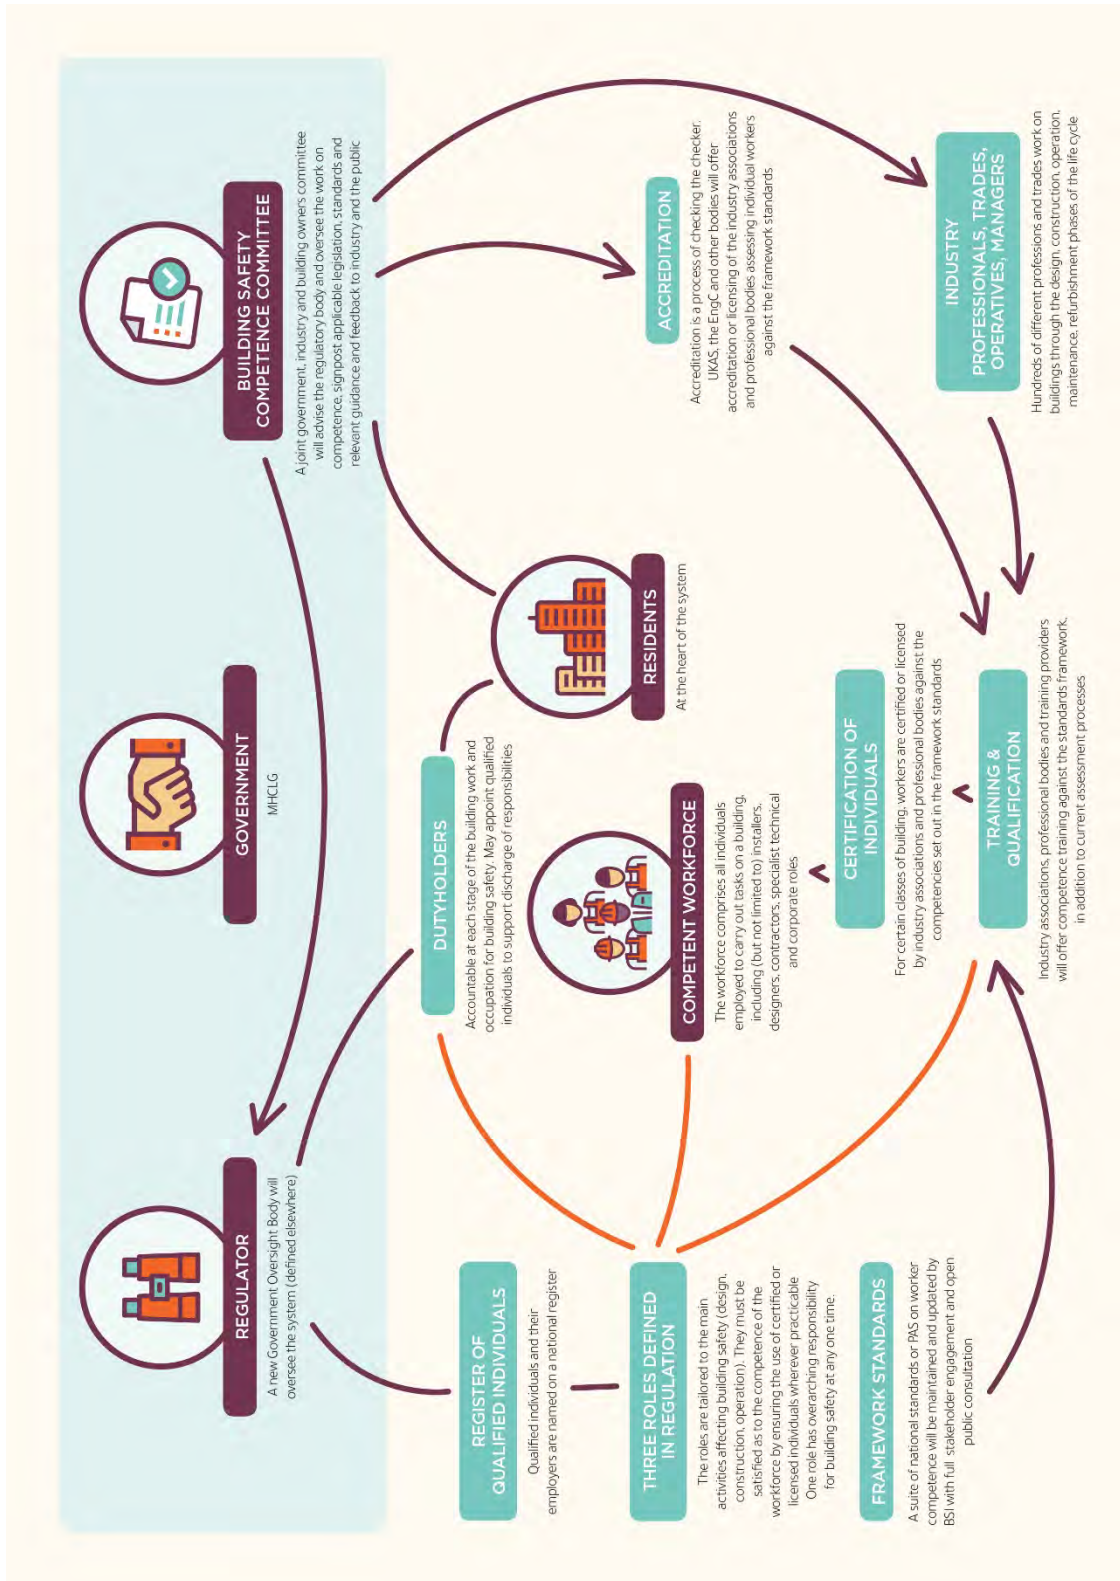 REGULATOR
A new Government Oversight Body will
oversee the system (defined elsewhere)
GOVERNMENT
MHCLG
BUILDING SAFETY
COMPETENCE COMMITTEE
A joint government, industry and building owners committee
will advise the regulatory body and oversee the work on
competence, signpost applicable legislation, standards and
relevant guidance and feedback to industry and the public
REGISTER OF
QUALIFIED INDIVIDUALS
Qualified individuals and their
employers are named on a national register
DUTYHOLDERS
Accountable at each stage of the building work and
occupation for building safety. May appoint qualified
individuals to support discharge of responsibilities
RESIDENTS
At the heart of the system
THREE ROLES DEFINED
IN REGULATION
The roles are tailored to the main
activities affecting building safety (design,
construction, operation). They must be
satisfied as to the competence of the
workforce by ensuring the use of certified or
licensed individuals wherever practicable
One role has overarching responsibility
for building safety at any one time.
COMPETENT WORKFORCE
The workforce comprises all individuals
employed to carry out tasks on a building,
including (but not limited to) installers,
designers, contractors, specialist technical
and corporate roles
ACCREDITATION
Accreditation is a process of checking the checker.
UKAS, the EngC and other bodies will offer
accreditation or licensing of the industry associations
and professional bodies assessing individual workers
against the framework standards
FRAMEWORK STANDARDS
A suite of national standards or PAS on worker
competence will be maintained and updated by
BSI with full stakeholder engagement and open
public consultation
CERTIFICATION OF
INDIVIDUALS
For certain classes of building, workers are certified or licensed
by industry associations and professional bodies against the
competencies set out in the framework standards
TRAINING &
QUALIFICATION
Industry associations, professional bodies and training providers
will offer competence training against the standards framework,
in addition to current assessment processes
INDUSTRY
PROFESSIONALS, TRADES,
OPERATIVES, MANAGERS
Hundreds of different professions and trades work on
buildings through the design, construction, operation,
maintenance, refurbishment phases of the life cycle